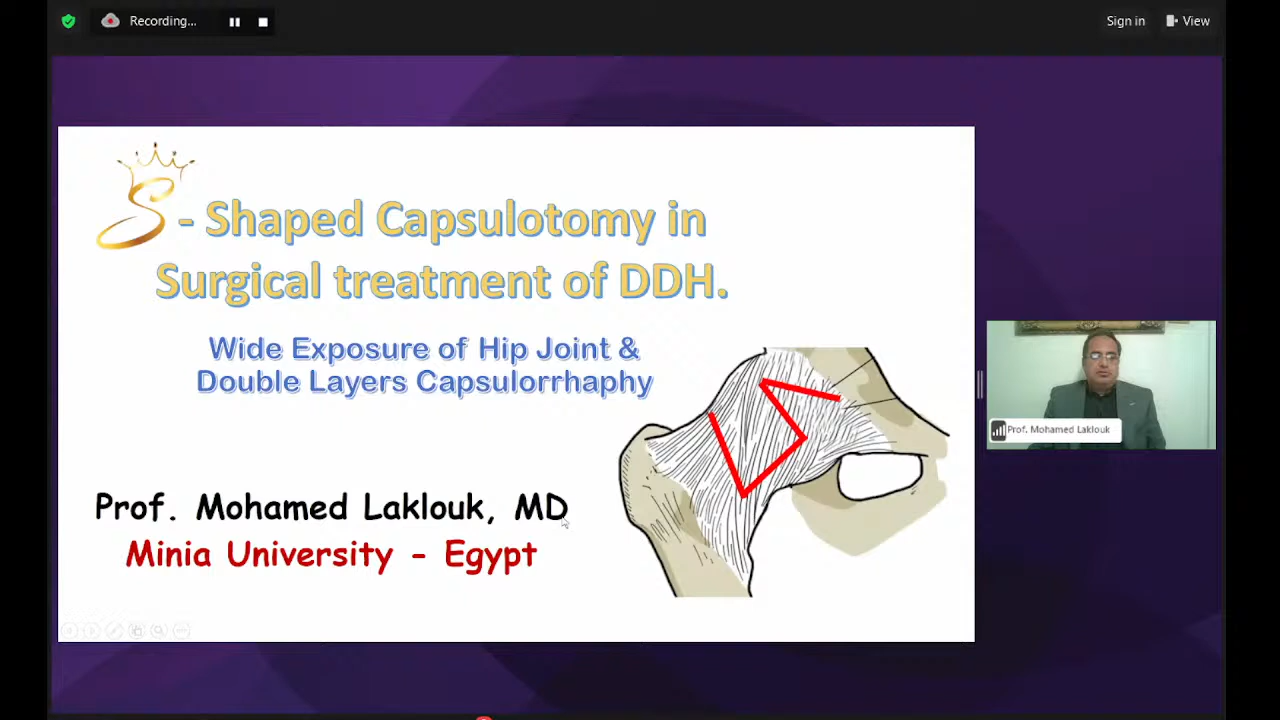 Recording...
Sign in
View
S - Shaped Capsulotomy in
Surgical treatment of DDH.
Wide Exposure of Hip Joint &
Double Layers Capsulorrhaphy
Prof. Mohamed Laklouk, MD
Minia University - Egypt
Prof. Mohamed Laklouk